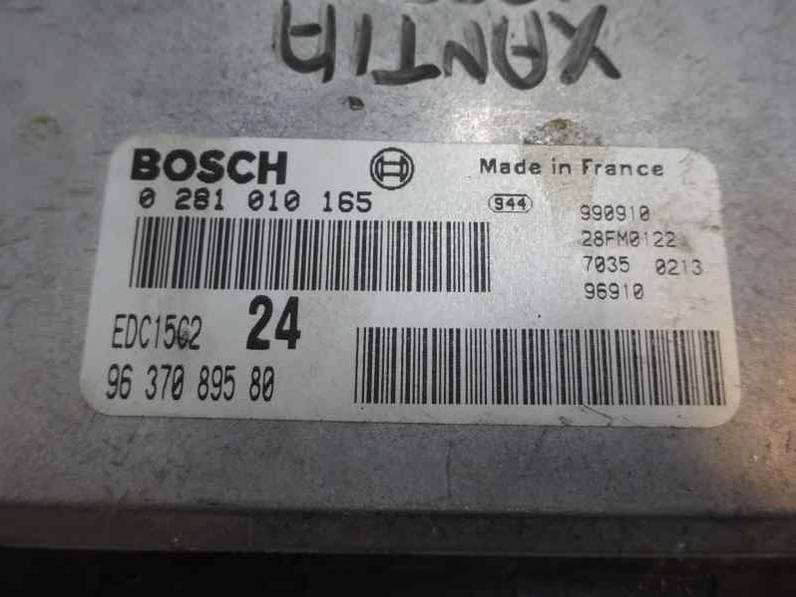 XANTIA
BOSCH
Made in France
0 281 010 165
944
990910
28FM0122
7035 0213
96910
EDC15C2
24
96 370 895 80